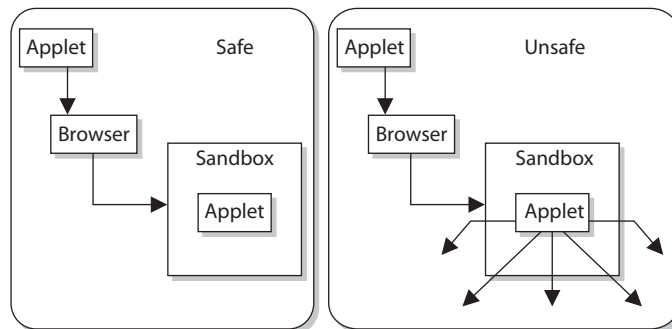 Applet
Safe
Browser
Sandbox
Applet
Applet
Unsafe
Browser
Sandbox
Applet